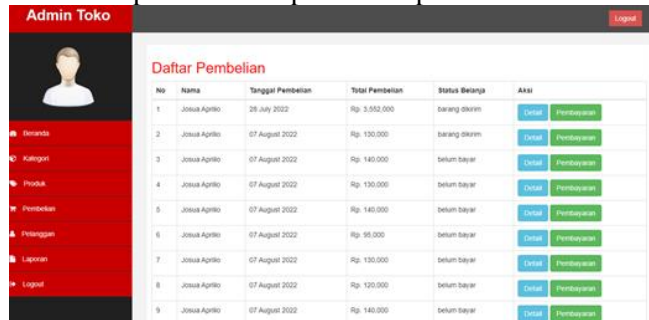 Admin Toko
Logout
Daftar Pembelian
No Nama Tanggal Pembelian Total Pembelian Status Belanja Aksi
1 Josua Aprilio 28 July 2022 Rp. 3,552,000 barang dikirim Detail Pembayaran
2 Josua Aprilio 07 August 2022 Rp. 130,000 barang dikirim Detail Pembayaran
3 Josua Aprilio 07 August 2022 Rp. 140,000 belum bayar Detail Pembayaran
4 Josua Aprilio 07 August 2022 Rp. 130,000 belum bayar Detail Pembayaran
5 Josua Aprilio 07 August 2022 Rp. 140,000 belum bayar Detail Pembayaran
6 Josua Aprilio 07 August 2022 Rp. 95,000 belum bayar Detail Pembayaran
7 Josua Aprilio 07 August 2022 Rp. 130,000 belum bayar Detail Pembayaran
8 Josua Aprilio 07 August 2022 Rp. 120,000 belum bayar Detail Pembayaran
9 Josua Aprilio 07 August 2022 Rp. 140,000 belum bayar Detail Pembayaran
Beranda
Kategori
Produk
Pembelian
Pelanggan
Laporan
Logout